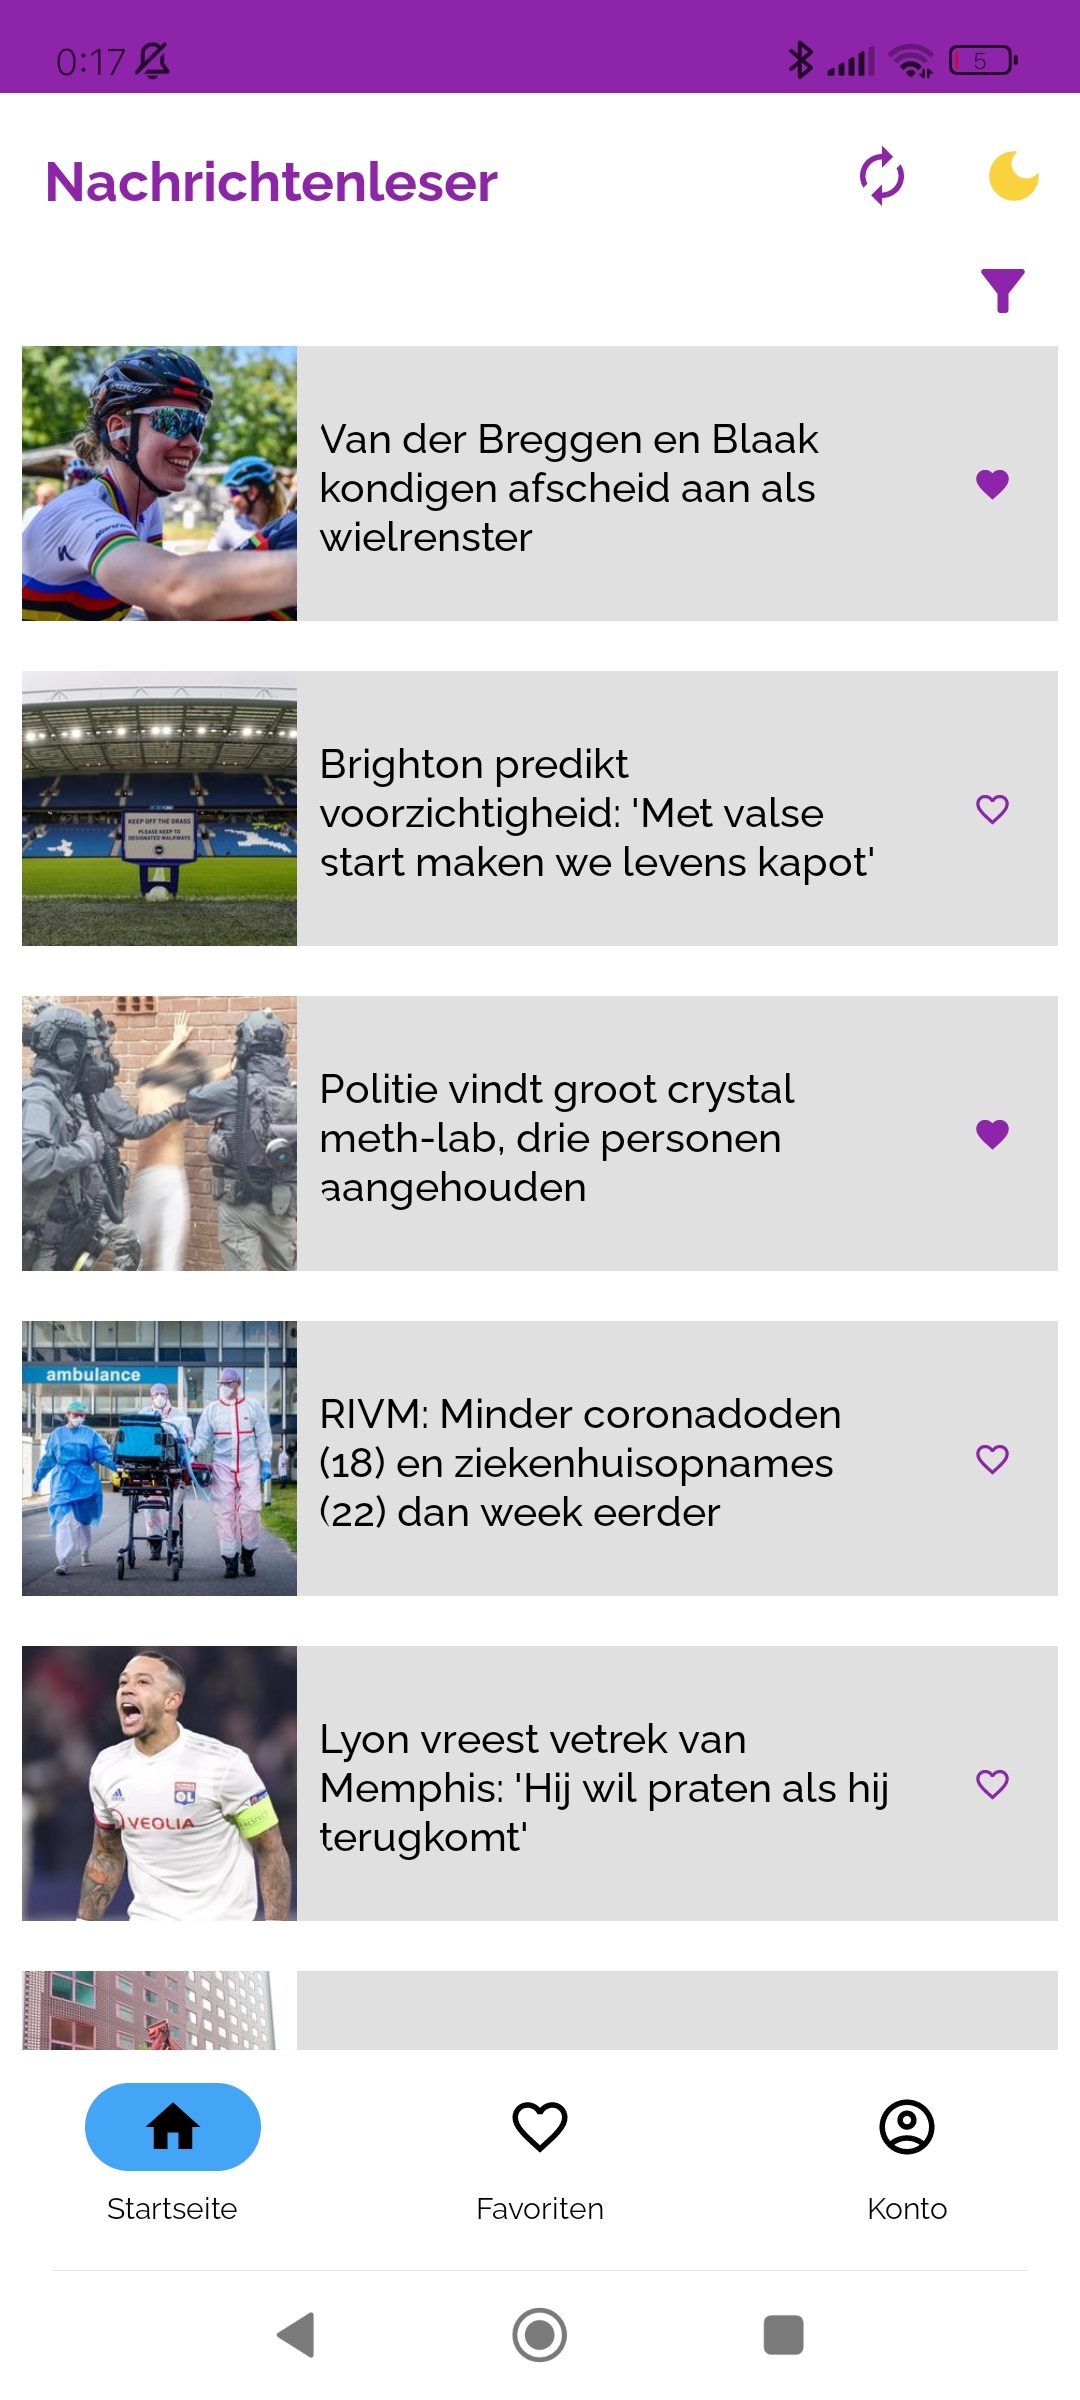 0:17
5
Nachrichtenleser
Van der Breggen en Blaak
kondigen afscheid aan als
wielrenster
KEEP OFF THE GRASS
PLEASE KEEP TO
DESIGNATED WALKWAYS
Brighton predikt
voorzichtigheid: 'Met valse
start maken we levens kapot'
Politie vindt groot crystal
meth-lab, drie personen
aangehouden
ambulance
RIVM: Minder coronadoden
(18) en ziekenhuisopnames
(22) dan week eerder
OL
VEOLIA
Lyon vreest vetrek van
Memphis: 'Hij wil praten als hij
terugkomt'
Startseite
Favoriten
Konto